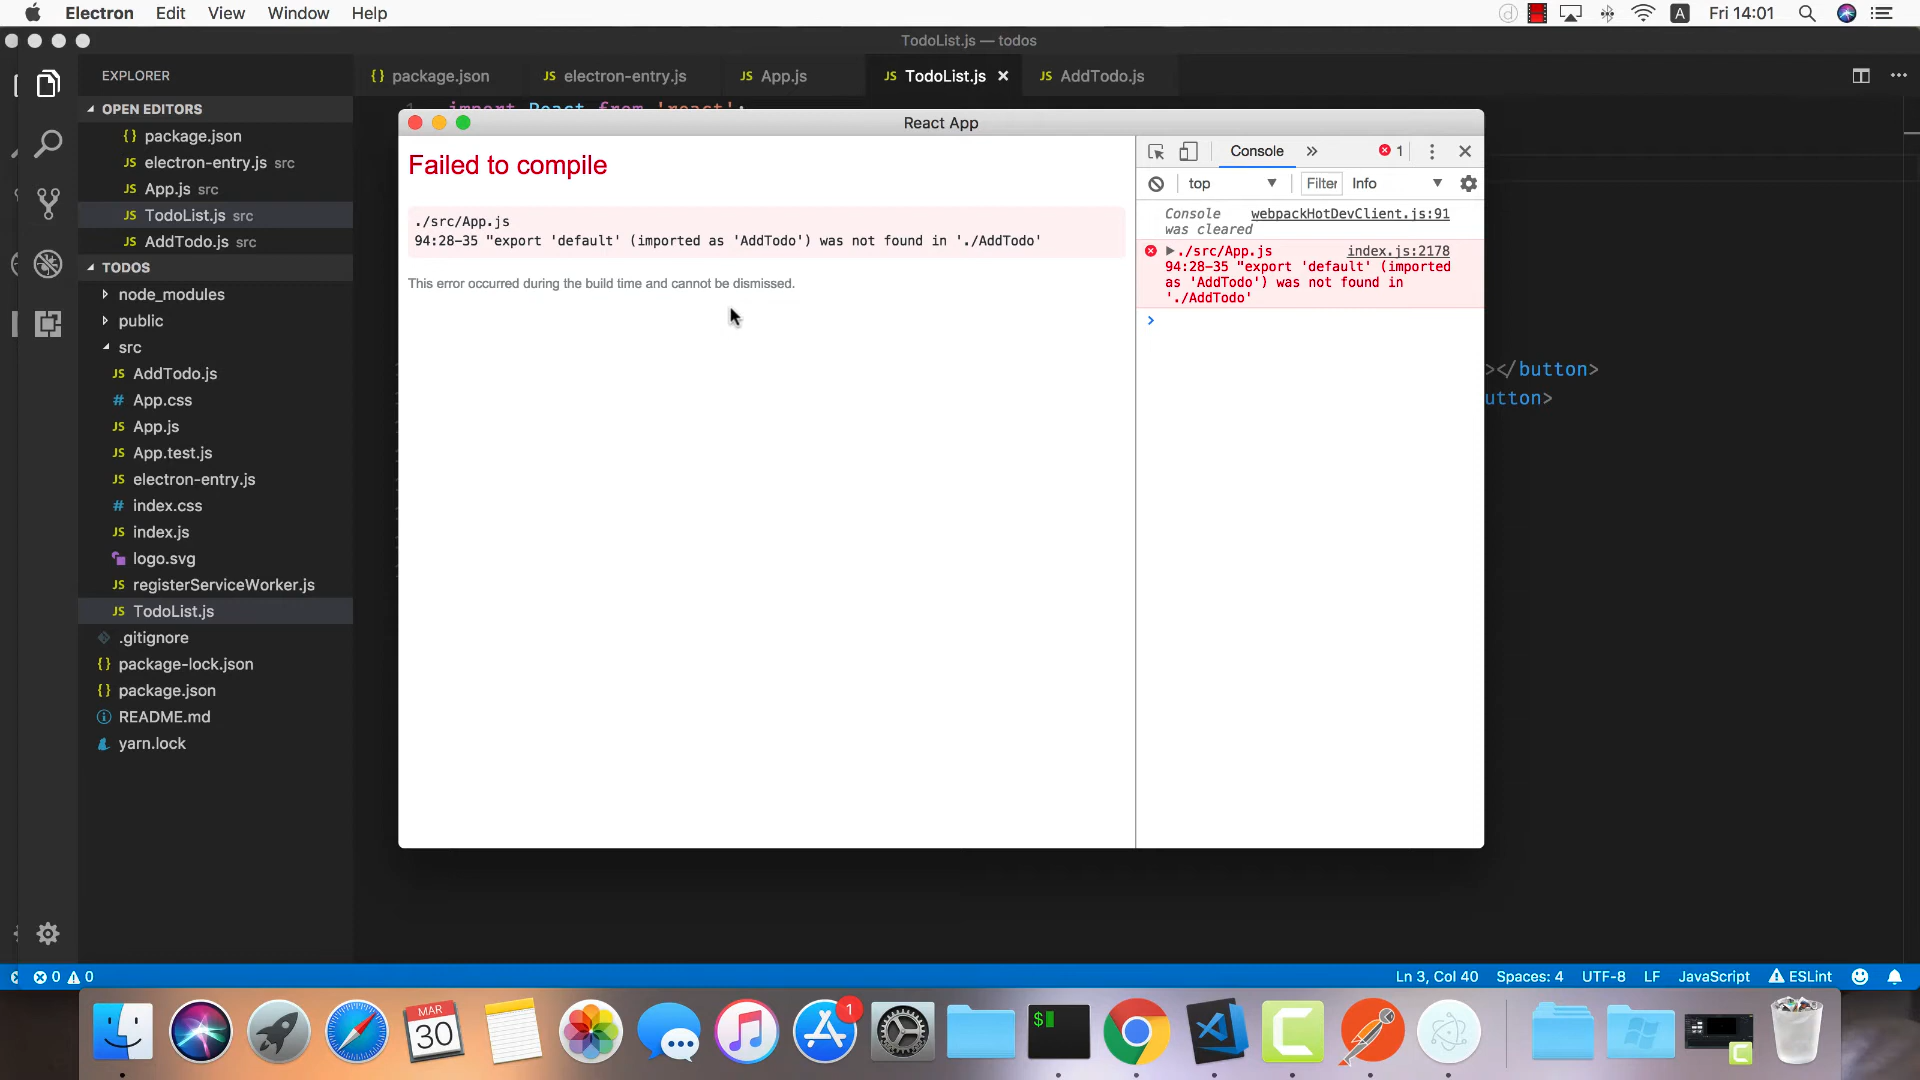 Electron Edit View Window Help
Fri 14:01
TodoList.js — todos
EXPLORER
OPEN EDITORS
{} package.json
JS electron-entry.js src
JS App.js src
JS TodoList.js src
JS AddTodo.js src
TODOS
node_modules
public
src
JS AddTodo.js
# App.css
JS App.js
JS App.test.js
JS electron-entry.js
# index.css
JS index.js
logo.svg
JS registerServiceWorker.js
JS TodoList.js
.gitignore
{} package-lock.json
{} package.json
README.md
yarn.lock
{} package.json JS electron-entry.js JS App.js JS TodoList.js JS AddTodo.js
1 import React from 'react';
></button>
utton>
React App
Failed to compile
./src/App.js
94:28-35 "export 'default' (imported as 'AddTodo') was not found in './AddTodo'
This error occurred during the build time and cannot be dismissed.
Console » 1
top Filter Info
Console webpackHotDevClient.js:91
was cleared
./src/App.js index.js:2178
94:28-35 "export 'default' (imported
as 'AddTodo') was not found in
'./AddTodo'
0 0
Ln 3, Col 40 Spaces: 4 UTF-8 LF JavaScript ESLint
MAR
30
1
$